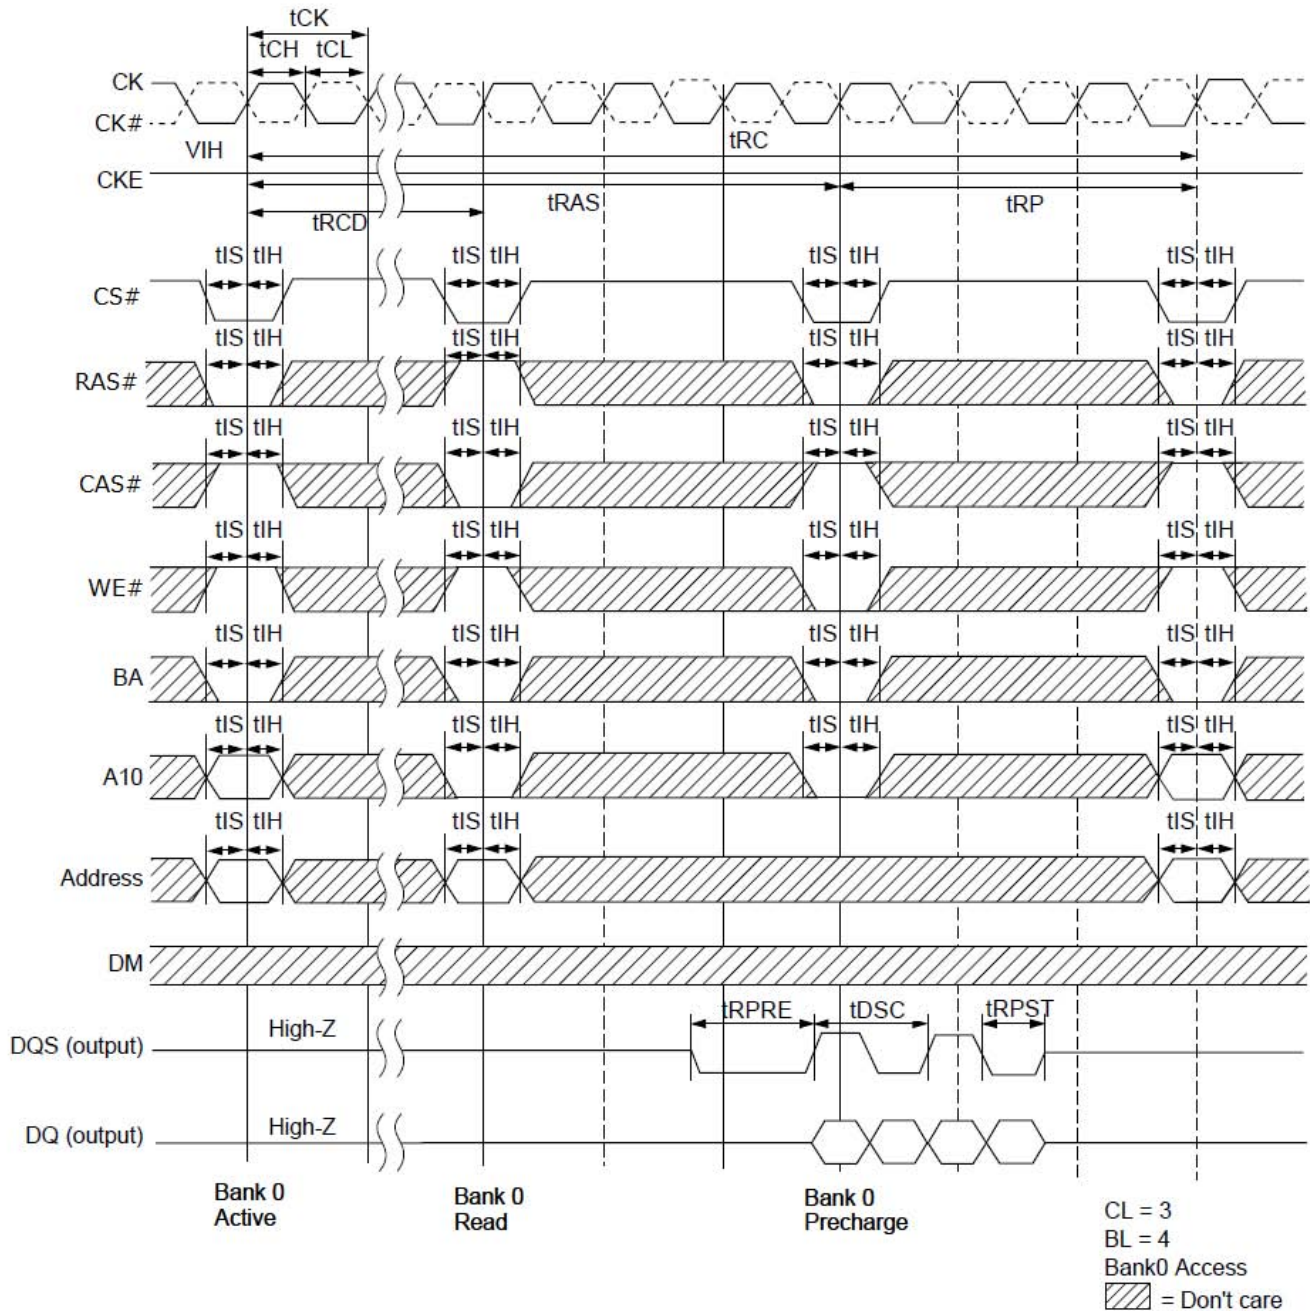 tCK
tCH tCL
CK
CK#
VIH
tRC
CKE
tRAS
tRP
tRCD
tIS tIH tIS tIH tIS tIH tIS tIH
CS#
tIS tIH tIS tIH tIS tIH tIS tIH
RAS#
tIS tIH tIS tIH tIS tIH tIS tIH
CAS#
tIS tIH tIS tIH tIS tIH tIS tIH
WE#
tIS tIH tIS tIH tIS tIH tIS tIH
BA
tIS tIH tIS tIH tIS tIH tIS tIH
A10
tIS tIH tIS tIH tIS tIH
Address
DM
tRPRE tDSC tRPST
High-Z
DQS (output)
High-Z
DQ (output)
Bank 0
Active
Bank 0
Read
Bank 0
Precharge
CL = 3
BL = 4
Bank0 Access
= Don't care